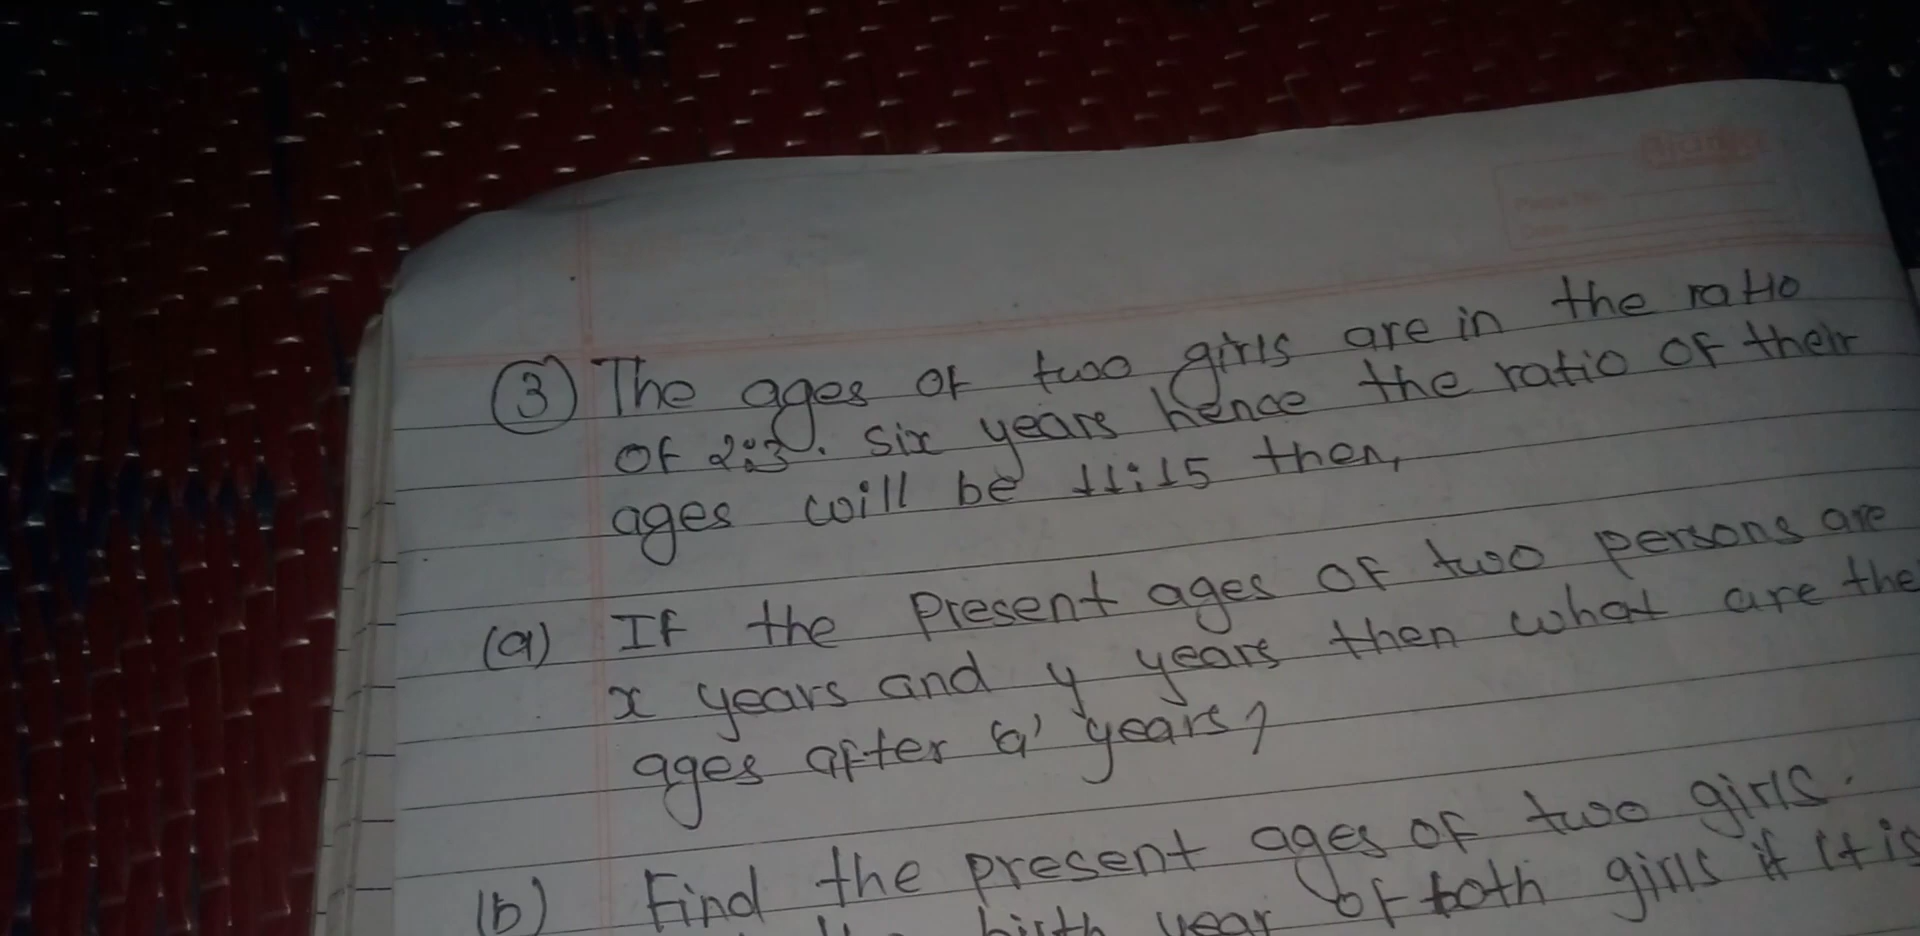 ③ The ages of two girls are in the ratio
of 2:3. six years hence the ratio of their
ages will be 11:15 then,
(a) If the present ages of two persons are
x years and y years then what are the
ages after 'a' years?
(b) Find the present ages of two girls.
birth year of both girls if it is